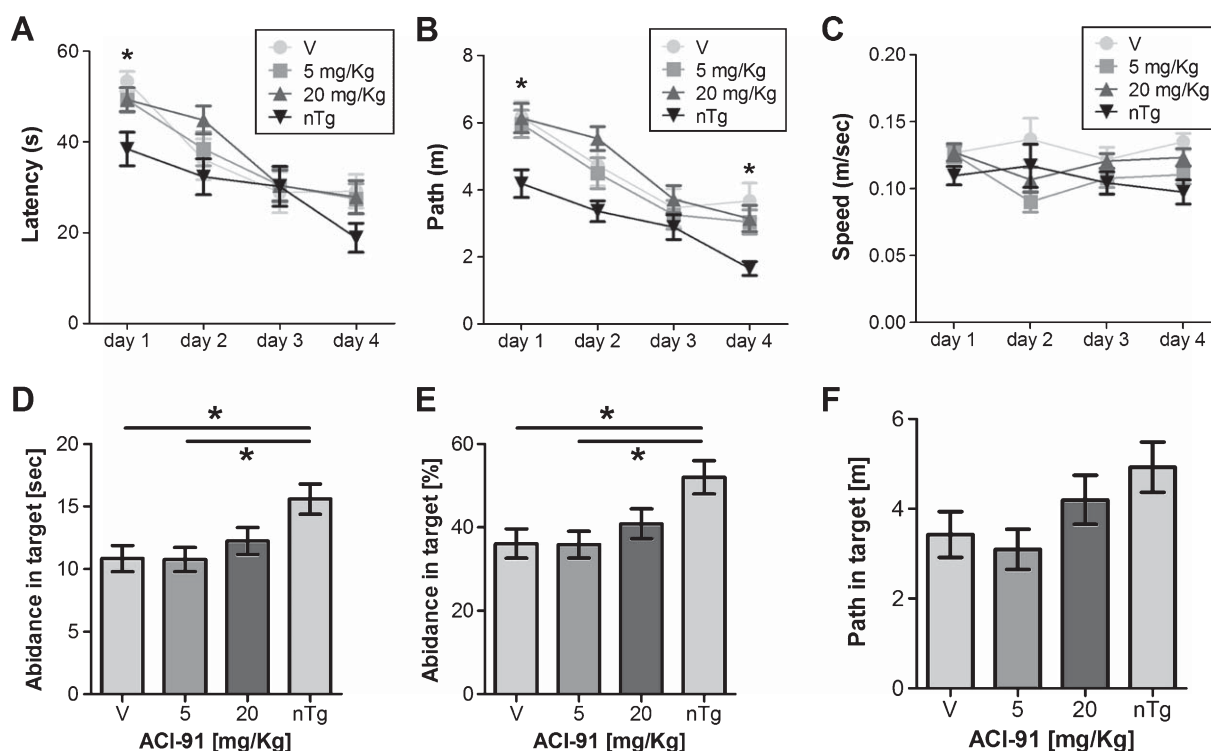 A
Latency (s)
60
40
20
0
*
V
5 mg/Kg
20 mg/Kg
nTg
day 1 day 2 day 3 day 4
B
Path (m)
8
6
4
2
0
*
*
V
5 mg/Kg
20 mg/Kg
nTg
day 1 day 2 day 3 day 4
C
Speed (m/sec)
0.20
0.15
0.10
0.05
0.00
V
5 mg/Kg
20 mg/Kg
nTg
day 1 day 2 day 3 day 4
D
Abidance in target [sec]
20
15
10
5
0
*
*
V 5 20 nTg
ACI-91 [mg/Kg]
E
Abidance in target [%]
60
40
20
0
*
*
V 5 20 nTg
ACI-91 [mg/Kg]
F
Path in target [m]
6
4
2
0
V 5 20 nTg
ACI-91 [mg/Kg]